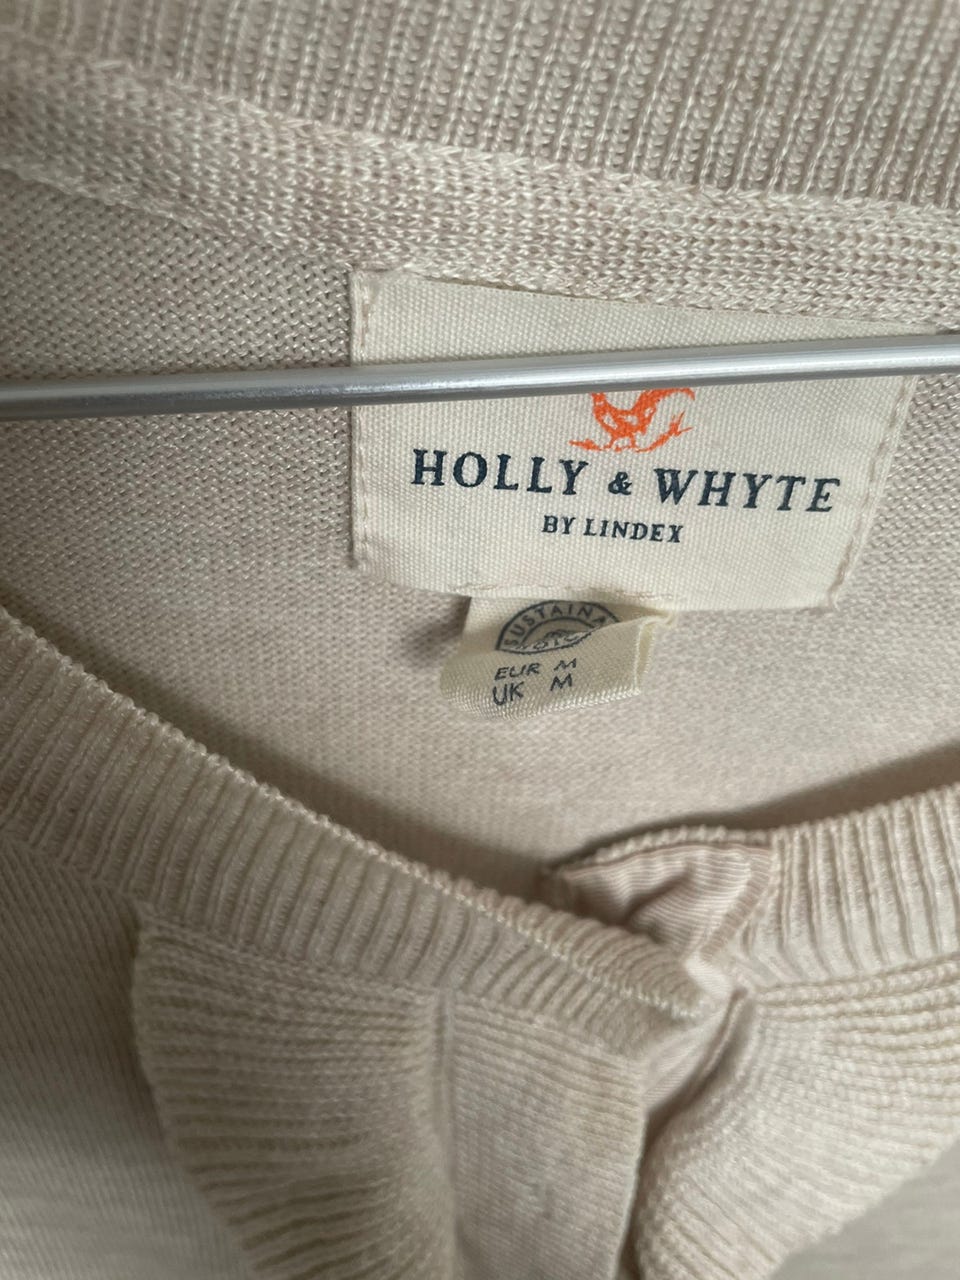 HOLLY & WHYTE
BY LINDEX
EUR M
UK M